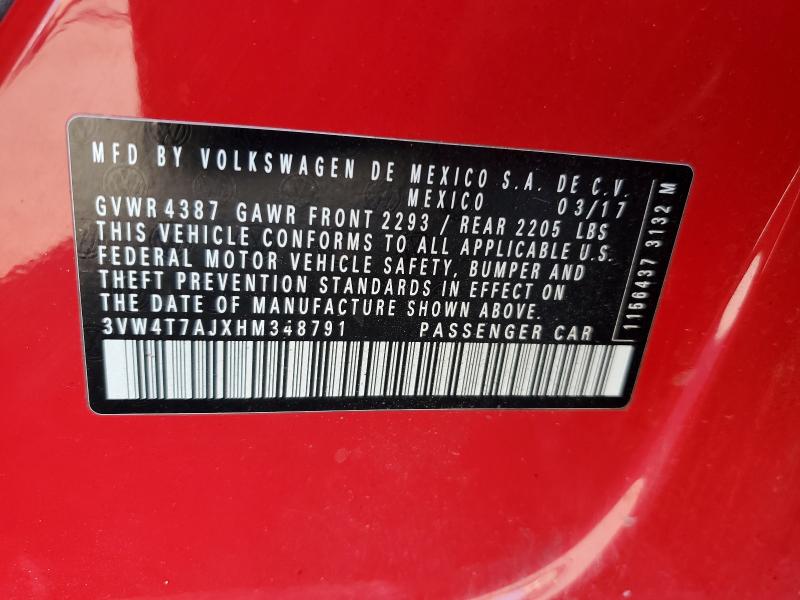 MFD BY VOLKSWAGEN DE MEXICO S.A. DE C.V.
MEXICO 03/17
GVWR 4387 GAWR FRONT 2293 / REAR 2205 LBS
THIS VEHICLE CONFORMS TO ALL APPLICABLE U.S.
FEDERAL MOTOR VEHICLE SAFETY, BUMPER AND
THEFT PREVENTION STANDARDS IN EFFECT ON
THE DATE OF MANUFACTURE SHOWN ABOVE.
3VW4T7AJXHM348791 PASSENGER CAR
1166437 3132 M